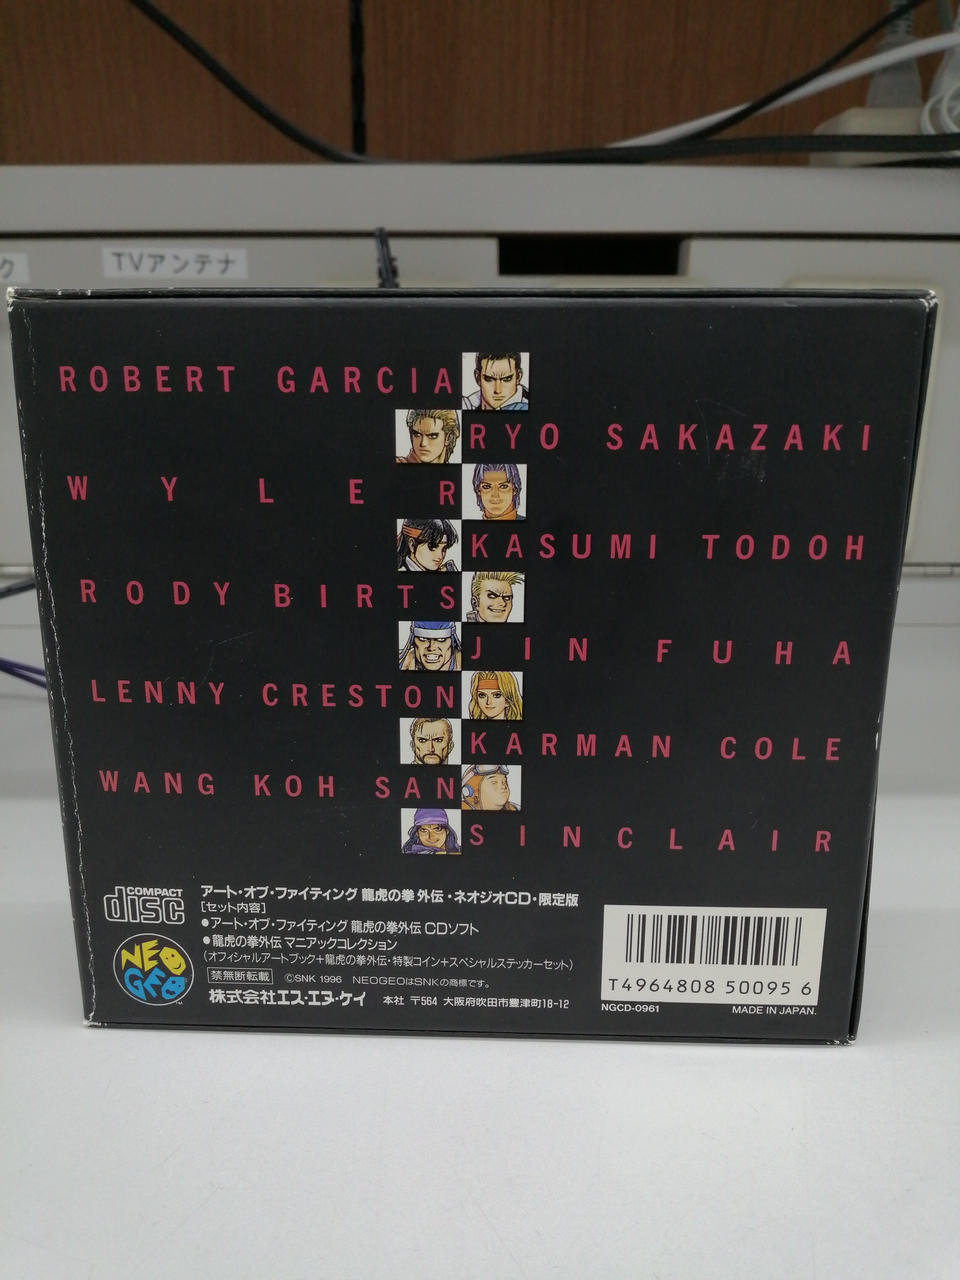 ク
TVアンテナ
ROBERT GARCIA
RYO SAKAZAKI
WYLER
KASUMI TODOH
RODY BIRTS
JIN FUHA
LENNY CRESTON
KARMAN COLE
WANG KOH SAN
SINCLAIR
COMPACT
disc
NEO
GEO
アート・オブ・ファイティング 龍虎の拳 外伝・ネオジオCD・限定版
[セット内容]
●アート・オブ・ファイティング 龍虎の拳外伝 CDソフト
●龍虎の拳外伝 マニアックコレクション
(オフィシャルアートブック+龍虎の拳外伝・特製コイン+スペシャルステッカーセット)
禁無断転載 ©SNK 1996 NEOGEOはSNKの商標です。
株式会社エス・エヌ・ケイ 本社 〒564 大阪府吹田市豊津町18-12
T4964808 50095 6
NGCD-0961 MADE IN JAPAN.